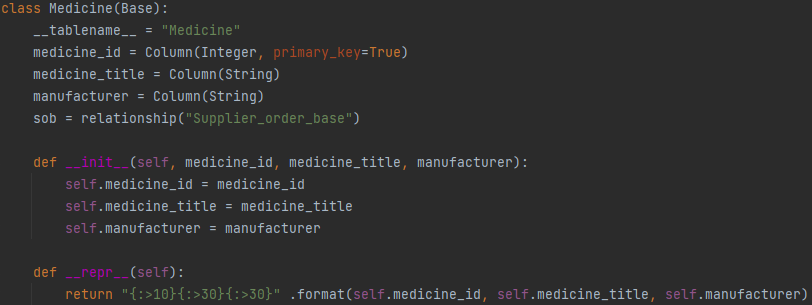 class Medicine(Base):
    __tablename__ = "Medicine"
    medicine_id = Column(Integer, primary_key=True)
    medicine_title = Column(String)
    manufacturer = Column(String)
    sob = relationship("Supplier_order_base")

    def __init__(self, medicine_id, medicine_title, manufacturer):
        self.medicine_id = medicine_id
        self.medicine_title = medicine_title
        self.manufacturer = manufacturer

    def __repr__(self):
        return "{:>10}{:>30}{:>30}" .format(self.medicine_id, self.medicine_title, self.manufacturer)